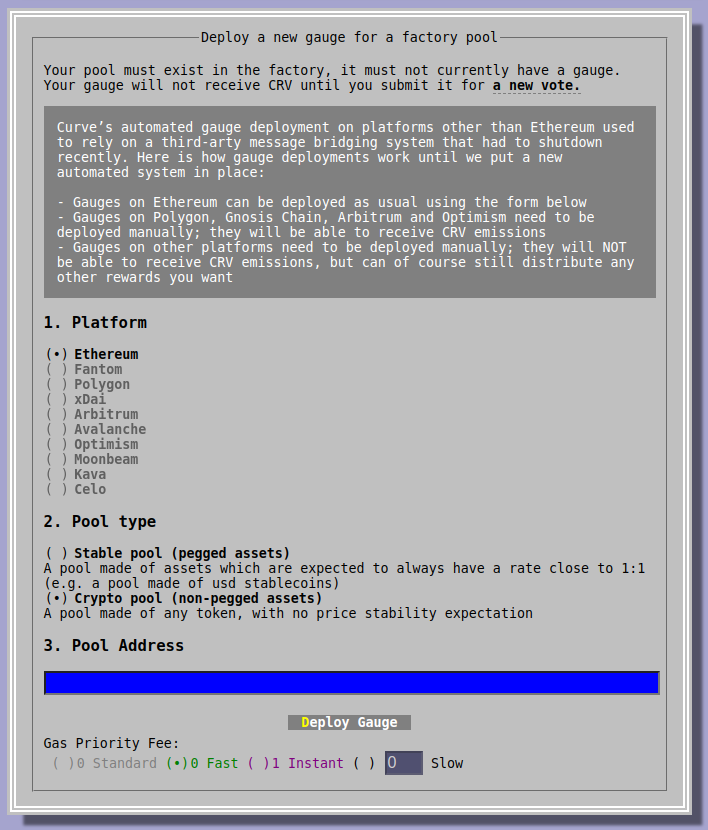 Deploy a new gauge for a factory pool
Your pool must exist in the factory, it must not currently have a gauge.
Your gauge will not receive CRV until you submit it for a new vote.
Curve's automated gauge deployment on platforms other than Ethereum used
to rely on a third-arty message bridging system that had to shutdown
recently. Here is how gauge deployments work until we put a new
automated system in place:
- Gauges on Ethereum can be deployed as usual using the form below
- Gauges on Polygon, Gnosis Chain, Arbitrum and Optimism need to be
deployed manually; they will be able to receive CRV emissions
- Gauges on other platforms need to be deployed manually; they will NOT
be able to receive CRV emissions, but can of course still distribute any
other rewards you want
1. Platform
(•) Ethereum
( ) Fantom
( ) Polygon
( ) xDai
( ) Arbitrum
( ) Avalanche
( ) Optimism
( ) Moonbeam
( ) Kava
( ) Celo
2. Pool type
( ) Stable pool (pegged assets)
A pool made of assets which are expected to always have a rate close to 1:1
(e.g. a pool made of usd stablecoins)
(•) Crypto pool (non-pegged assets)
A pool made of any token, with no price stability expectation
3. Pool Address
Deploy Gauge
Gas Priority Fee:
( )0 Standard (•)0 Fast ( )1 Instant ( ) 0 Slow